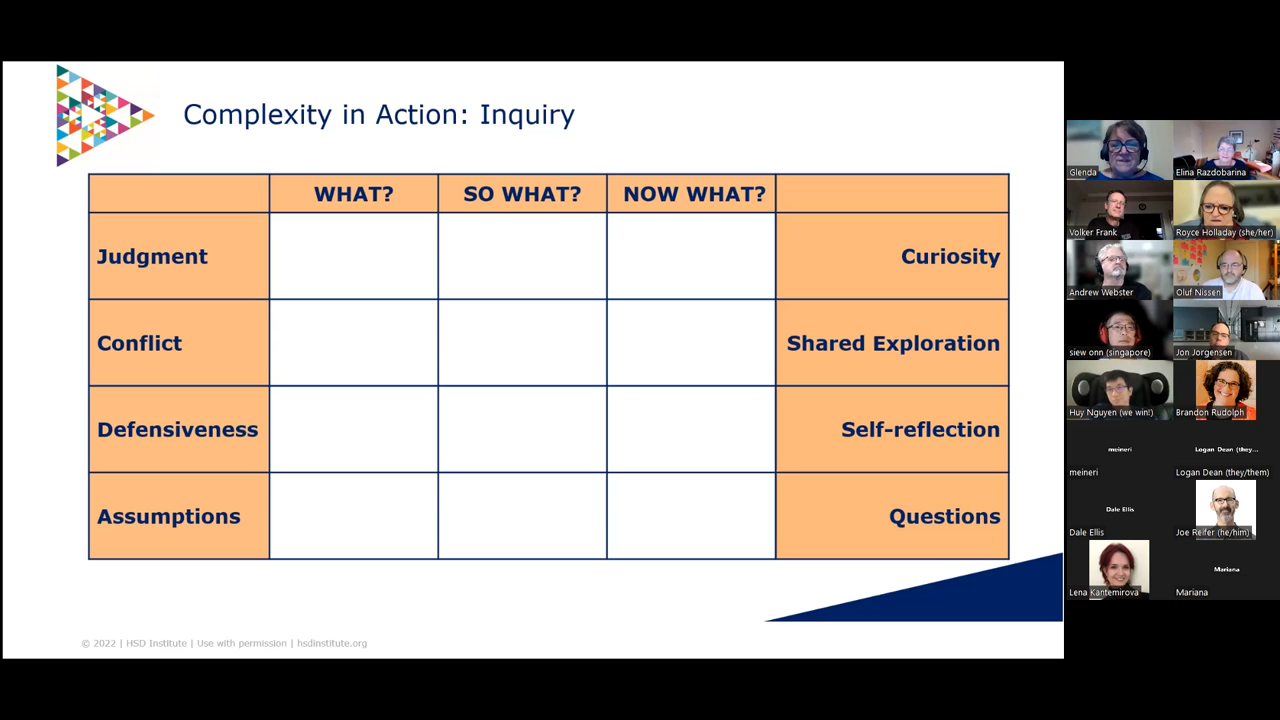 Complexity in Action: Inquiry
WHAT? SO WHAT? NOW WHAT?
Judgment Curiosity
Conflict Shared Exploration
Defensiveness Self-reflection
Assumptions Questions
© 2022 | HSD Institute | Use with permission | hsdinstitute.org
Glenda
Elina Razdobarina
Volker Frank
Royce Holladay (she/her)
Andrew Webster
Oluf Nissen
siew onn (singapore)
Jon Jorgensen
Huy Nguyen (we win!)
Brandon Rudolph
meineri
Logan Dean (they...
meineri
Logan Dean (they/them)
Dale Ellis
Dale Ellis
Joe Reifer (he/him)
Mariana
Lena Kantemirova
Mariana